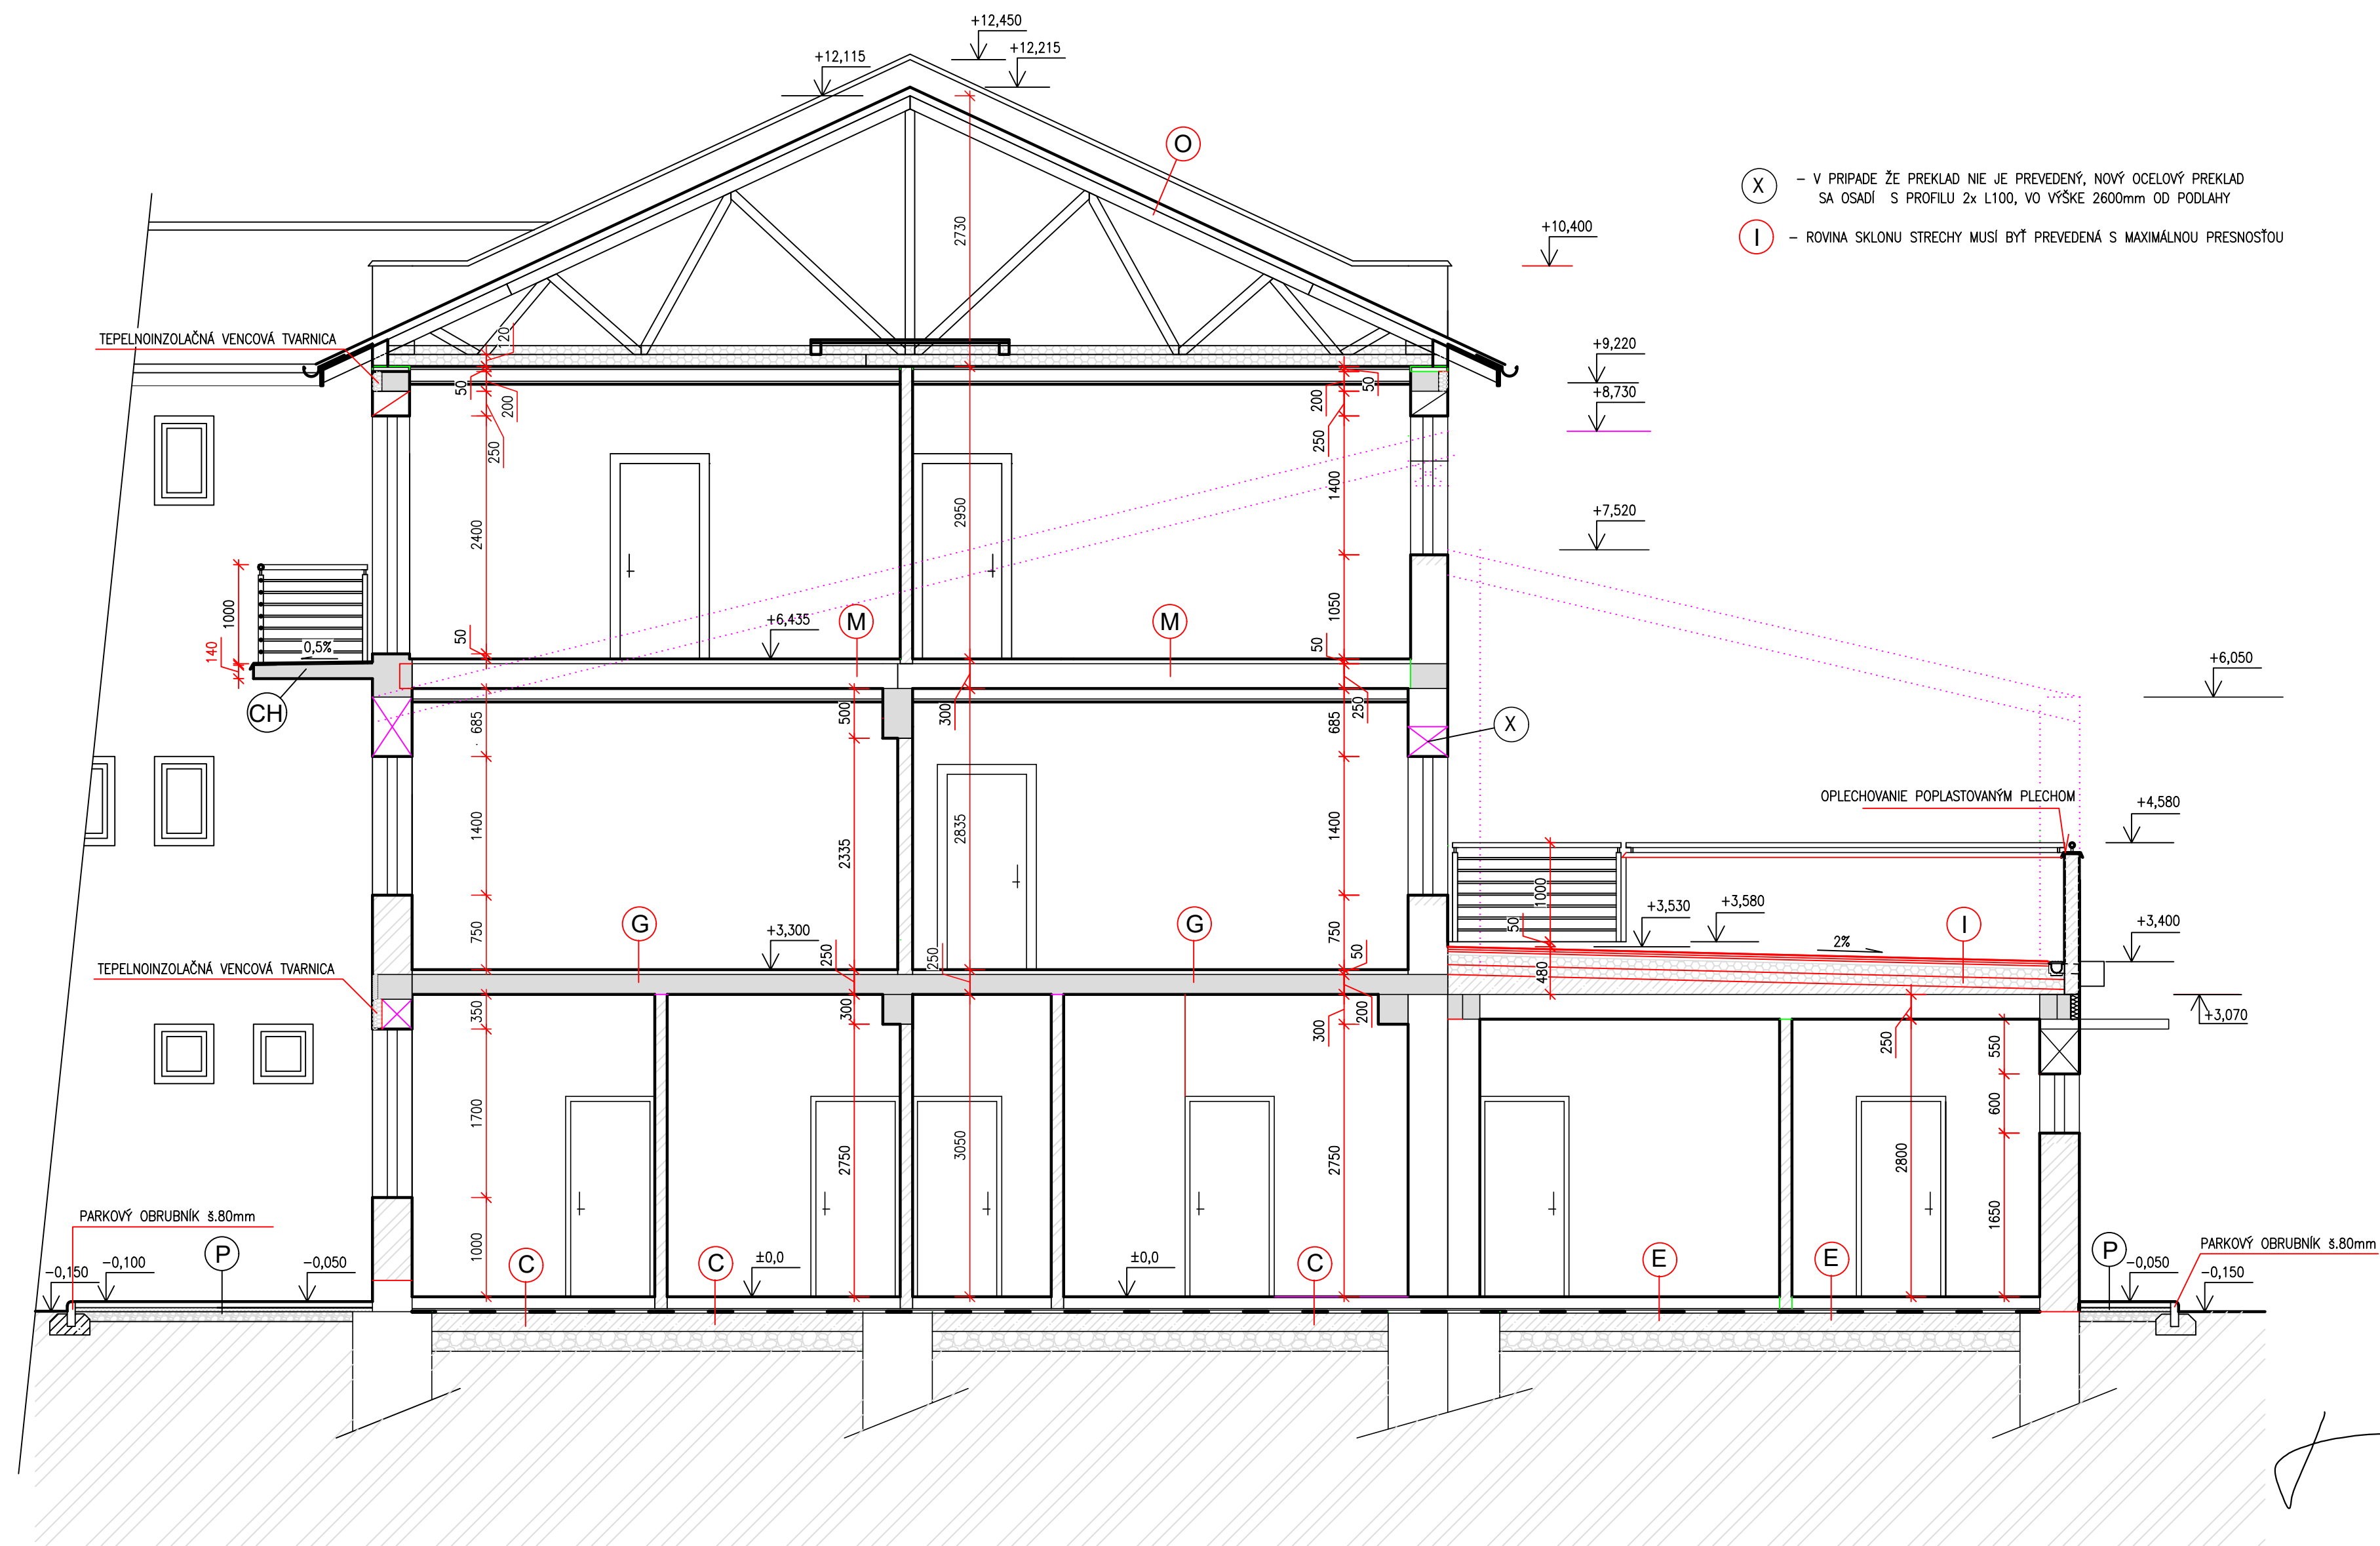 +12,450
+12,215
+12,115
O
X
– V PRIPADE ŽE PREKLAD NIE JE PREVEDENÝ, NOVÝ OCELOVÝ PREKLAD
SA OSADÍ S PROFILU 2x L100, VO VÝŠKE 2600mm OD PODLAHY
I
– ROVINA SKLONU STRECHY MUSÍ BYŤ PREVEDENÁ S MAXIMÁLNOU PRESNOSŤOU
2730
+10,400
TEPELNOINZOLAČNÁ VENCOVÁ TVARNICA
120
+9,220
50
200
200
50
+8,730
250
250
1400
2400
2950
+7,520
1000
140
0,5%
50
+6,435
M
M
1050
50
+6,050
CH
685
500
300
685
250
X
OPLECHOVANIE POPLASTOVANÝM PLECHOM
+4,580
1400
2335
2835
1400
1000
50
+3,530
+3,580
2%
I
+3,400
750
G
+3,300
250
250
G
750
50
480
TEPELNOINZOLAČNÁ VENCOVÁ TVARNICA
350
300
300
200
250
550
+3,070
600
1700
2750
3050
2750
2800
1650
PARKOVÝ OBRUBNÍK š.80mm
1000
PARKOVÝ OBRUBNÍK š.80mm
–0,150
–0,100
P
–0,050
C
C
±0,0
±0,0
C
E
E
P
–0,050
–0,150